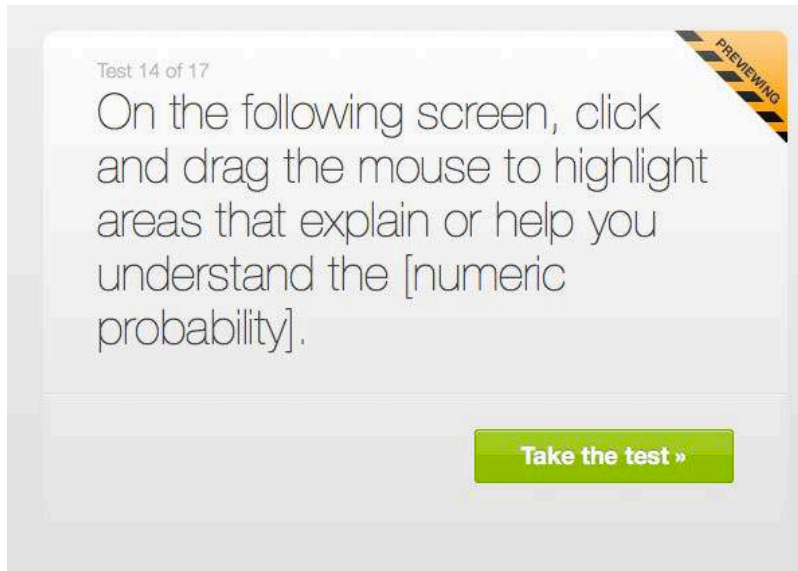 Test 14 of 17
PREVIEWING
On the following screen, click
and drag the mouse to highlight
areas that explain or help you
understand the [numeric
probability].
Take the test »